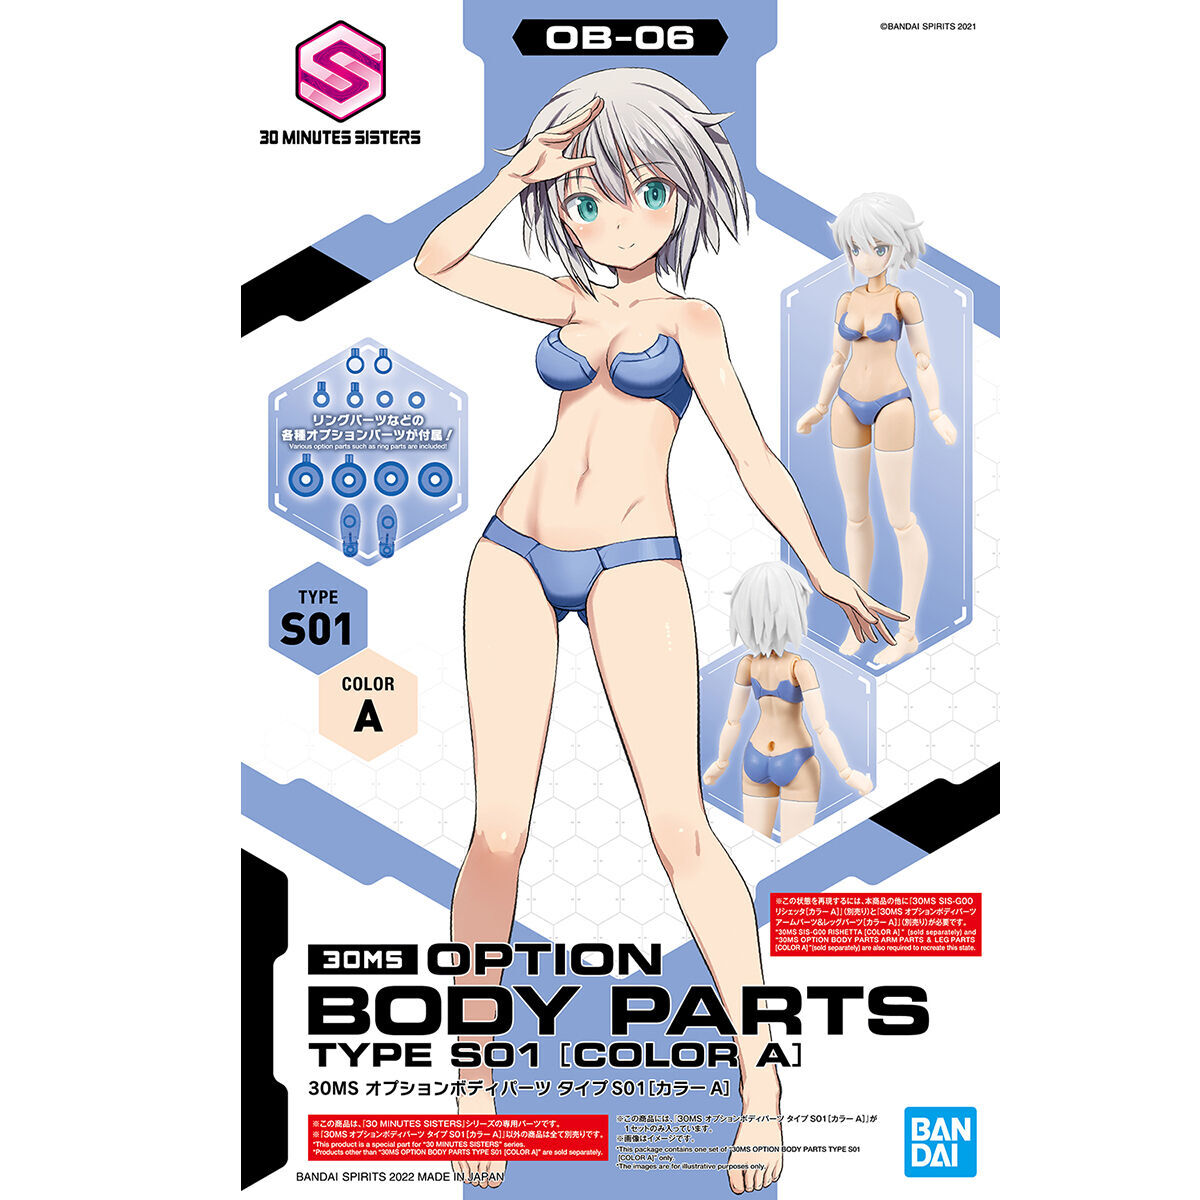 OB-06
©BANDAI SPIRITS 2021
S
30 MINUTES SISTERS
リングパーツなどの
各種オプションパーツが付属！
Various option parts such as ring parts are included!
TYPE
S01
COLOR
A
※この状態を再現するには、本商品の他に「30MS SIS-G00
リシェッタ[カラーA]」(別売り)と「30MS オプションボディパーツ
アームパーツ&レッグパーツ[カラーA]」(別売り)が必要です。
*"30MS SIS-G00 RISHETTA [COLOR A]" (sold separately) and
"30MS OPTION BODY PARTS ARM PARTS & LEG PARTS
[COLOR A]"(sold separately) are also required to recreate this state.
30MS OPTION
BODY PARTS
TYPE S01 [COLOR A]
30MS オプションボディパーツ タイプS01[カラーA]
※この商品は、「30 MINUTES SISTERS」シリーズの専用パーツです。
※「30MS オプションボディパーツ タイプS01[カラーA]」以外の商品は全て別売りです。
*This product is a special part for "30 MINUTES SISTERS" series.
*Products other than "30MS OPTION BODY PARTS TYPE S01 [COLOR A]" are sold separately.
※この商品には、「30MS オプションボディパーツ タイプS01[カラーA]」が
1セットのみ入っています。
※画像はイメージです。
*This package contains one set of "30MS OPTION BODY PARTS TYPE S01
[COLOR A]" only.
*The images are for illustrative purposes only.
BAN
DAI
BANDAI SPIRITS 2022 MADE IN JAPAN